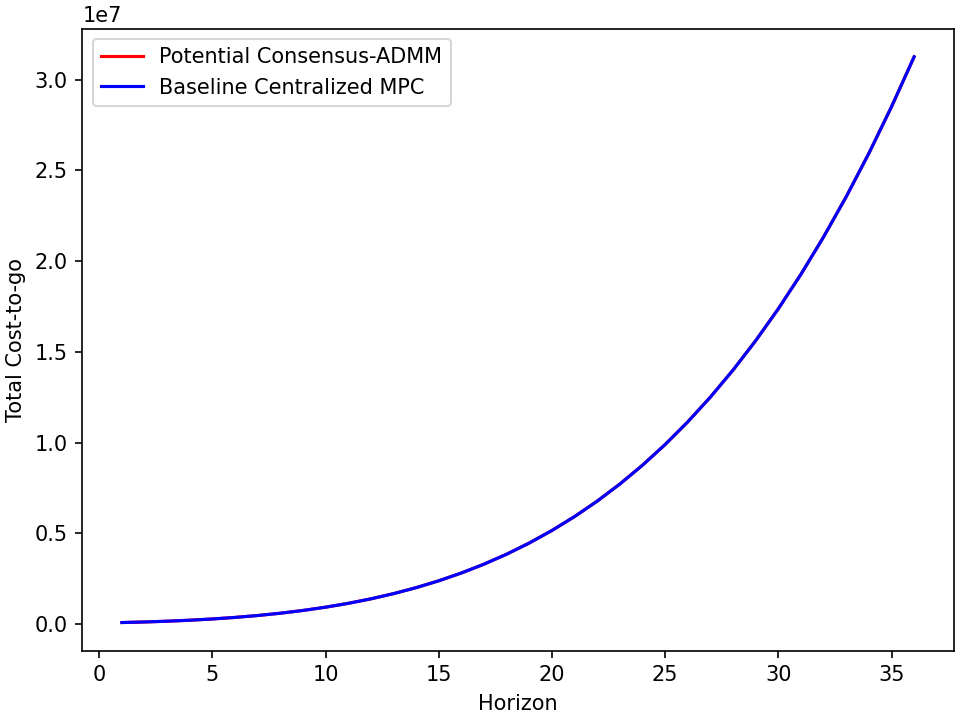 1e7
Potential Consensus-ADMM
Baseline Centralized MPC
3.0
2.5
2.0
1.5
1.0
0.5
0.0
Total Cost-to-go
0 5 10 15 20 25 30 35
Horizon